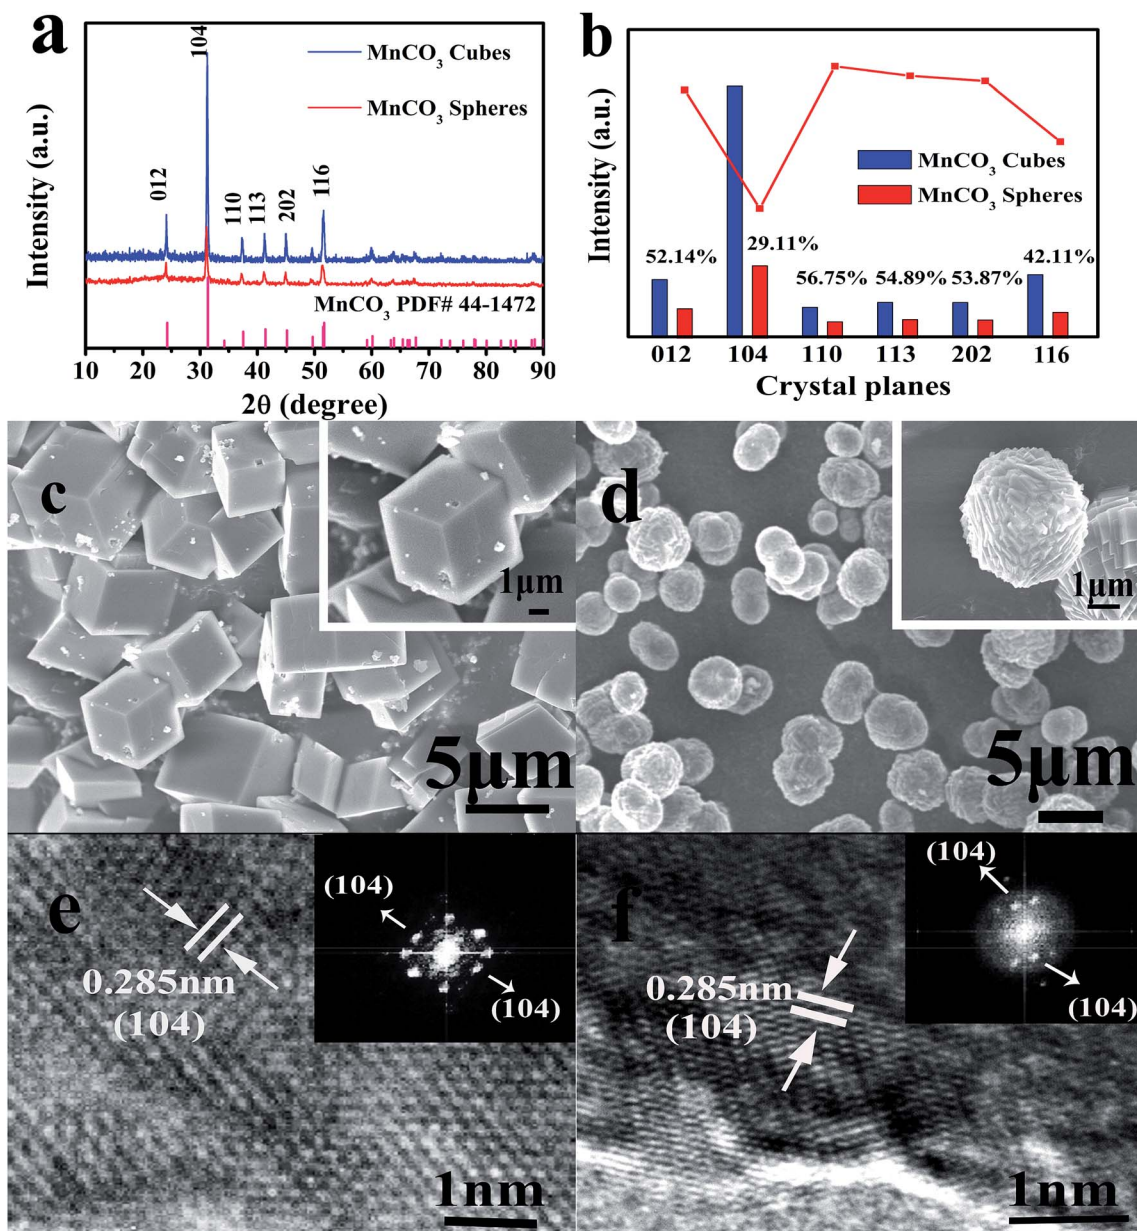 a
104
MnCO₃ Cubes
MnCO₃ Spheres
012
110
113
202
116
Intensity (a.u.)
MnCO₃ PDF# 44-1472
10 20 30 40 50 60 70 80 90
2θ (degree)
b
Intensity (a.u.)
MnCO₃ Cubes
MnCO₃ Spheres
52.14%
29.11%
56.75%
54.89%
53.87%
42.11%
012 104 110 113 202 116
Crystal planes
c
1μm
5μm
d
1μm
5μm
e
0.285nm
(104)
(104)
(104)
1nm
f
0.285nm
(104)
(104)
(104)
1nm